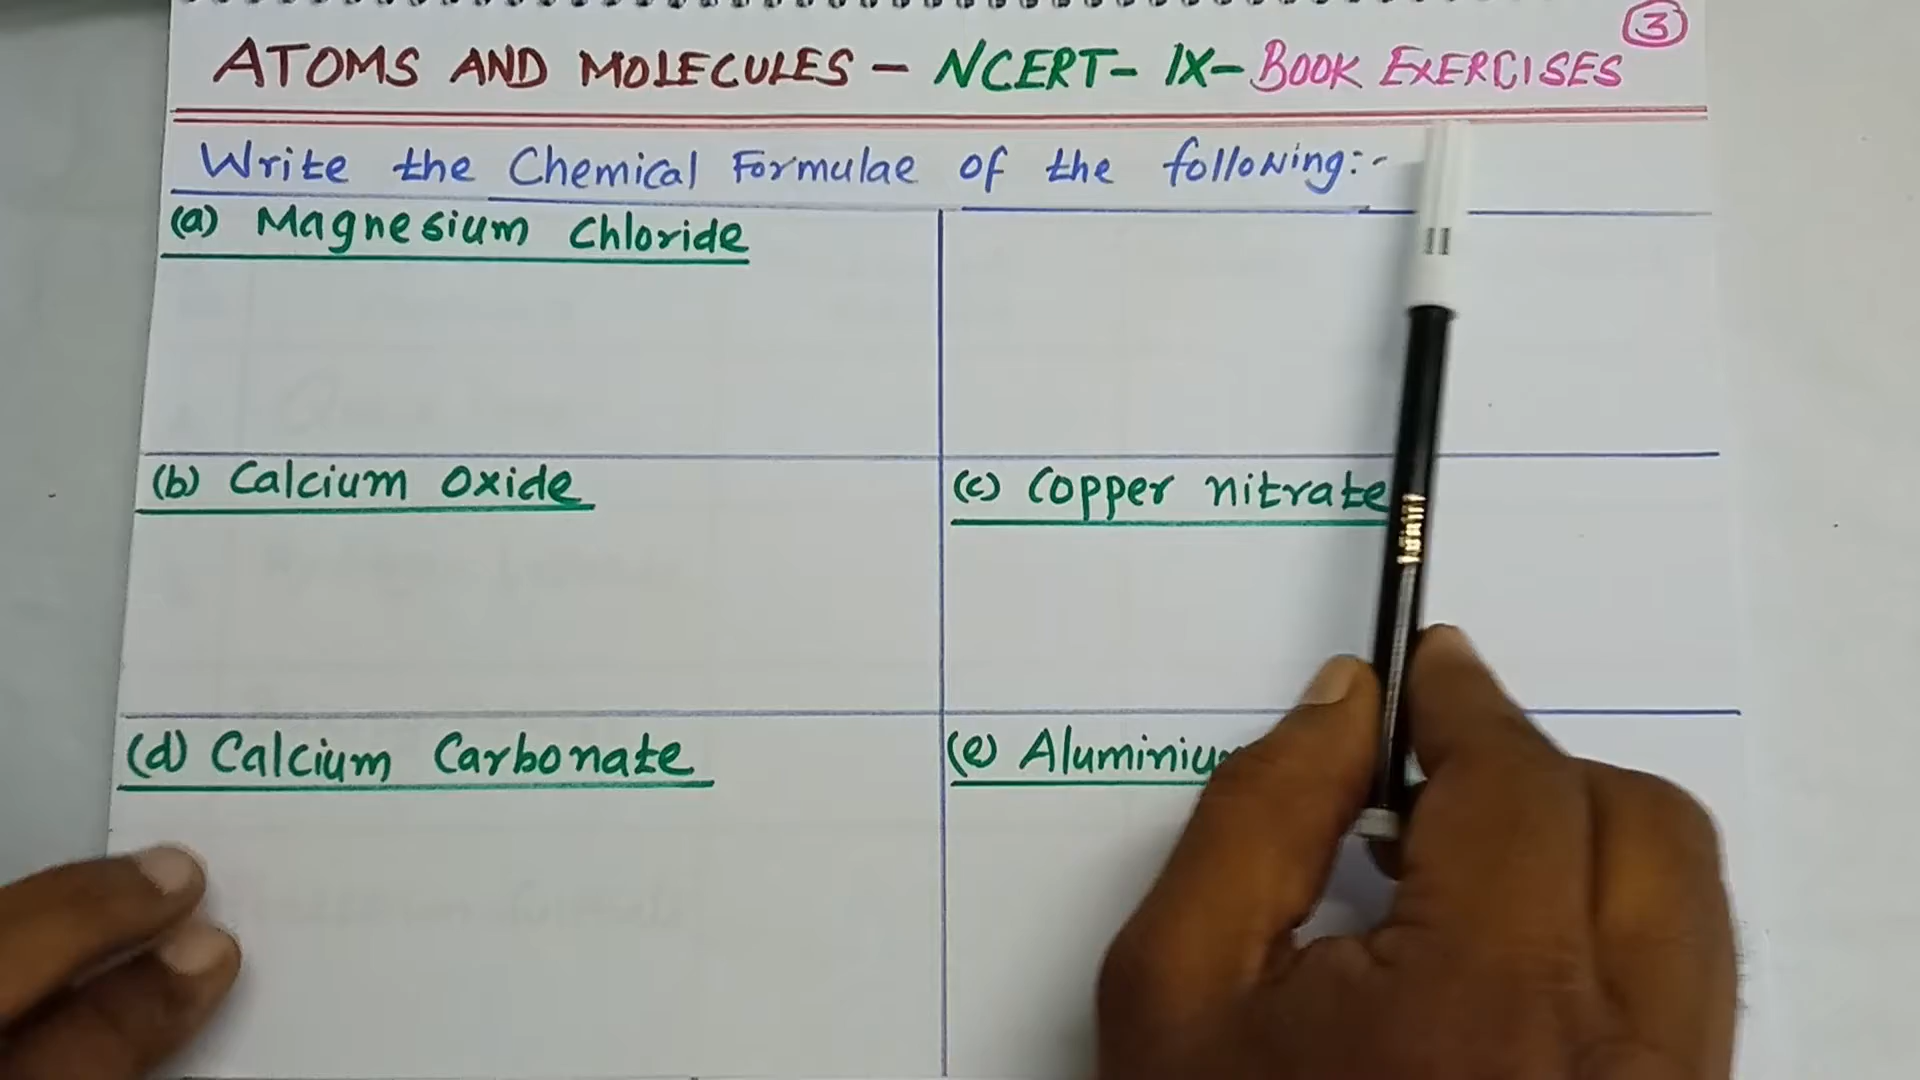 3
ATOMS AND MOLECULES - NCERT- IX- BOOK EXERCISES
Write the Chemical Formulae of the following:-
(a) Magnesium Chloride
(b) Calcium Oxide
(c) Copper nitrate
(d) Calcium Carbonate
(e)